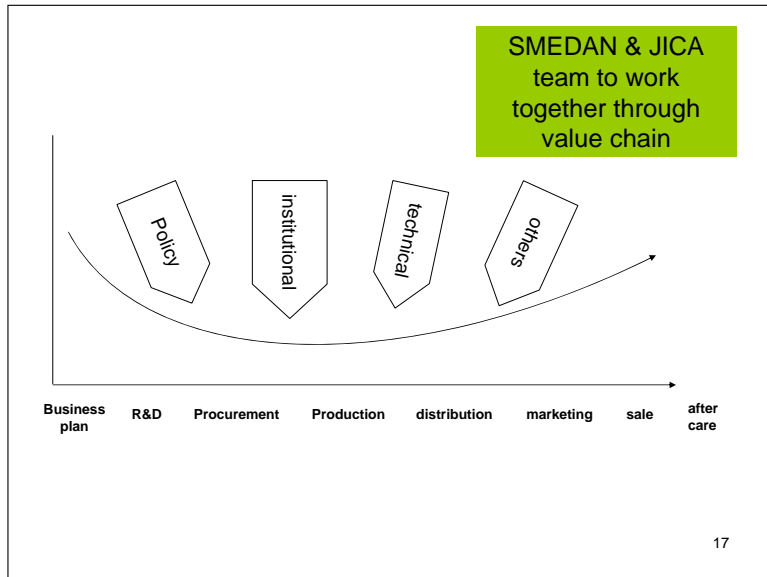 SMEDAN & JICA
team to work
together through
value chain
Policy
institutional
technical
others
Business
plan
R&D
Procurement
Production
distribution
marketing
sale
after
care
17